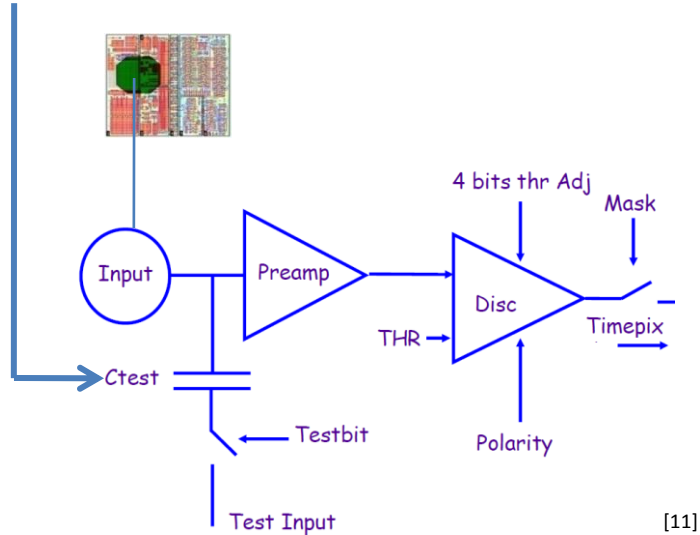 4 bits thr Adj
Mask
Input
Preamp
Disc
THR
Timepix
Ctest
Testbit
Polarity
Test Input
[11]